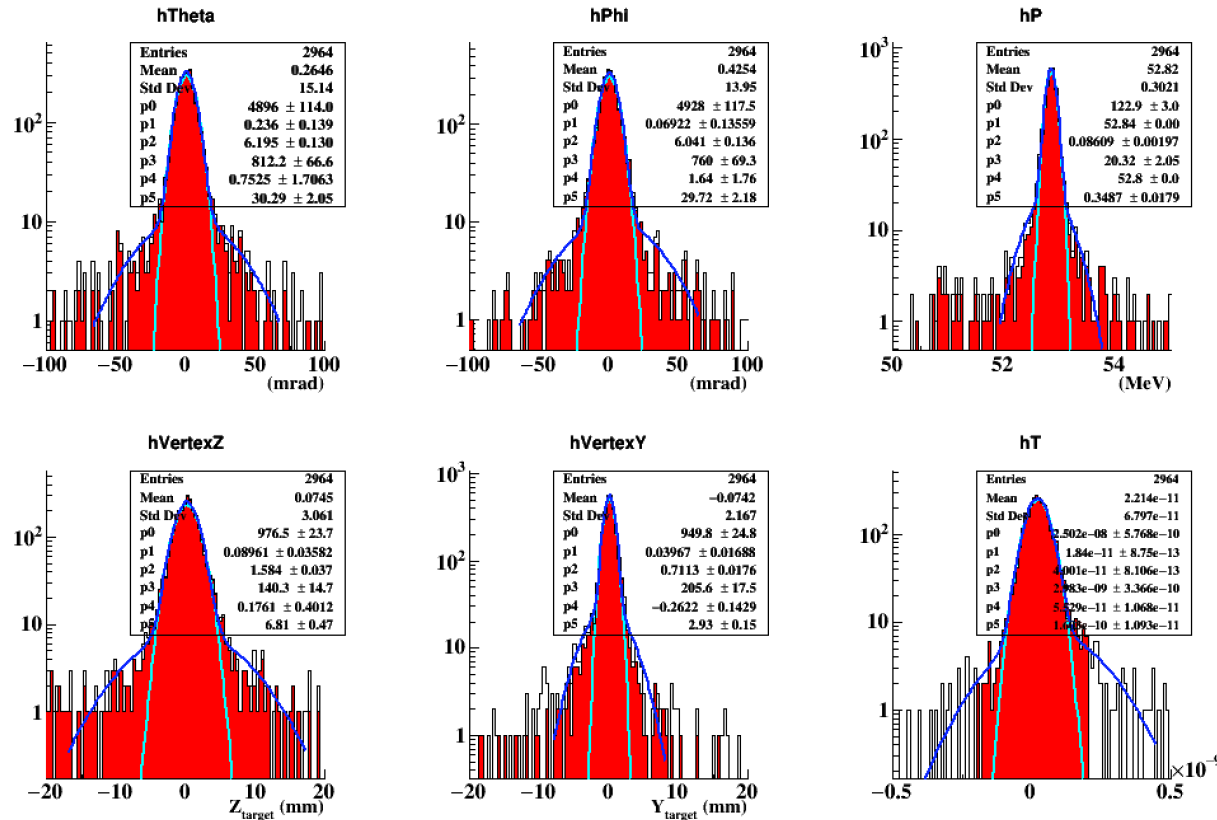 hTheta
Entries 2964
Mean 0.2646
Std Dev 15.14
p0 4896 ± 114.0
p1 0.236 ± 0.139
p2 6.195 ± 0.130
p3 812.2 ± 66.6
p4 0.7525 ± 1.7063
p5 30.29 ± 2.05
10²
10
1
−100 −50 0 50 100
(mrad)
hPhi
Entries 2964
Mean 0.4254
Std Dev 13.95
p0 4928 ± 117.5
p1 0.06922 ± 0.13559
p2 6.041 ± 0.136
p3 760 ± 69.3
p4 1.64 ± 1.76
p5 29.72 ± 2.18
10²
10
1
−100 −50 0 50 100
(mrad)
hP
Entries 2964
Mean 52.82
Std Dev 0.3021
p0 122.9 ± 3.0
p1 52.84 ± 0.00
p2 0.08609 ± 0.00197
p3 20.32 ± 2.05
p4 52.8 ± 0.0
p5 0.3487 ± 0.0179
10³
10²
10
1
50 52 54
(MeV)
hVertexZ
Entries 2964
Mean 0.0745
Std Dev 3.061
p0 976.5 ± 23.7
p1 0.08961 ± 0.03582
p2 1.584 ± 0.037
p3 140.3 ± 14.7
p4 0.1761 ± 0.4012
p5 6.81 ± 0.47
10²
10
1
−20 −10 0 10 20
Z_target (mm)
hVertexY
Entries 2964
Mean −0.0742
Std Dev 2.167
p0 949.8 ± 24.8
p1 0.03967 ± 0.01688
p2 0.7113 ± 0.0176
p3 205.6 ± 17.5
p4 −0.2622 ± 0.1429
p5 2.93 ± 0.15
10³
10²
10
1
−20 −10 0 10 20
Y_target (mm)
hT
Entries 2964
Mean 2.214e−11
Std Dev 6.797e−11
p0 2.502e−08 ± 5.768e−10
p1 1.84e−11 ± 8.75e−13
p2 4.001e−11 ± 8.106e−13
p3 ± 3.366e−10
p4 5.529e−11 ± 1.068e−11
p5 ± 1.093e−11
10²
10
1
−0.5 0 0.5